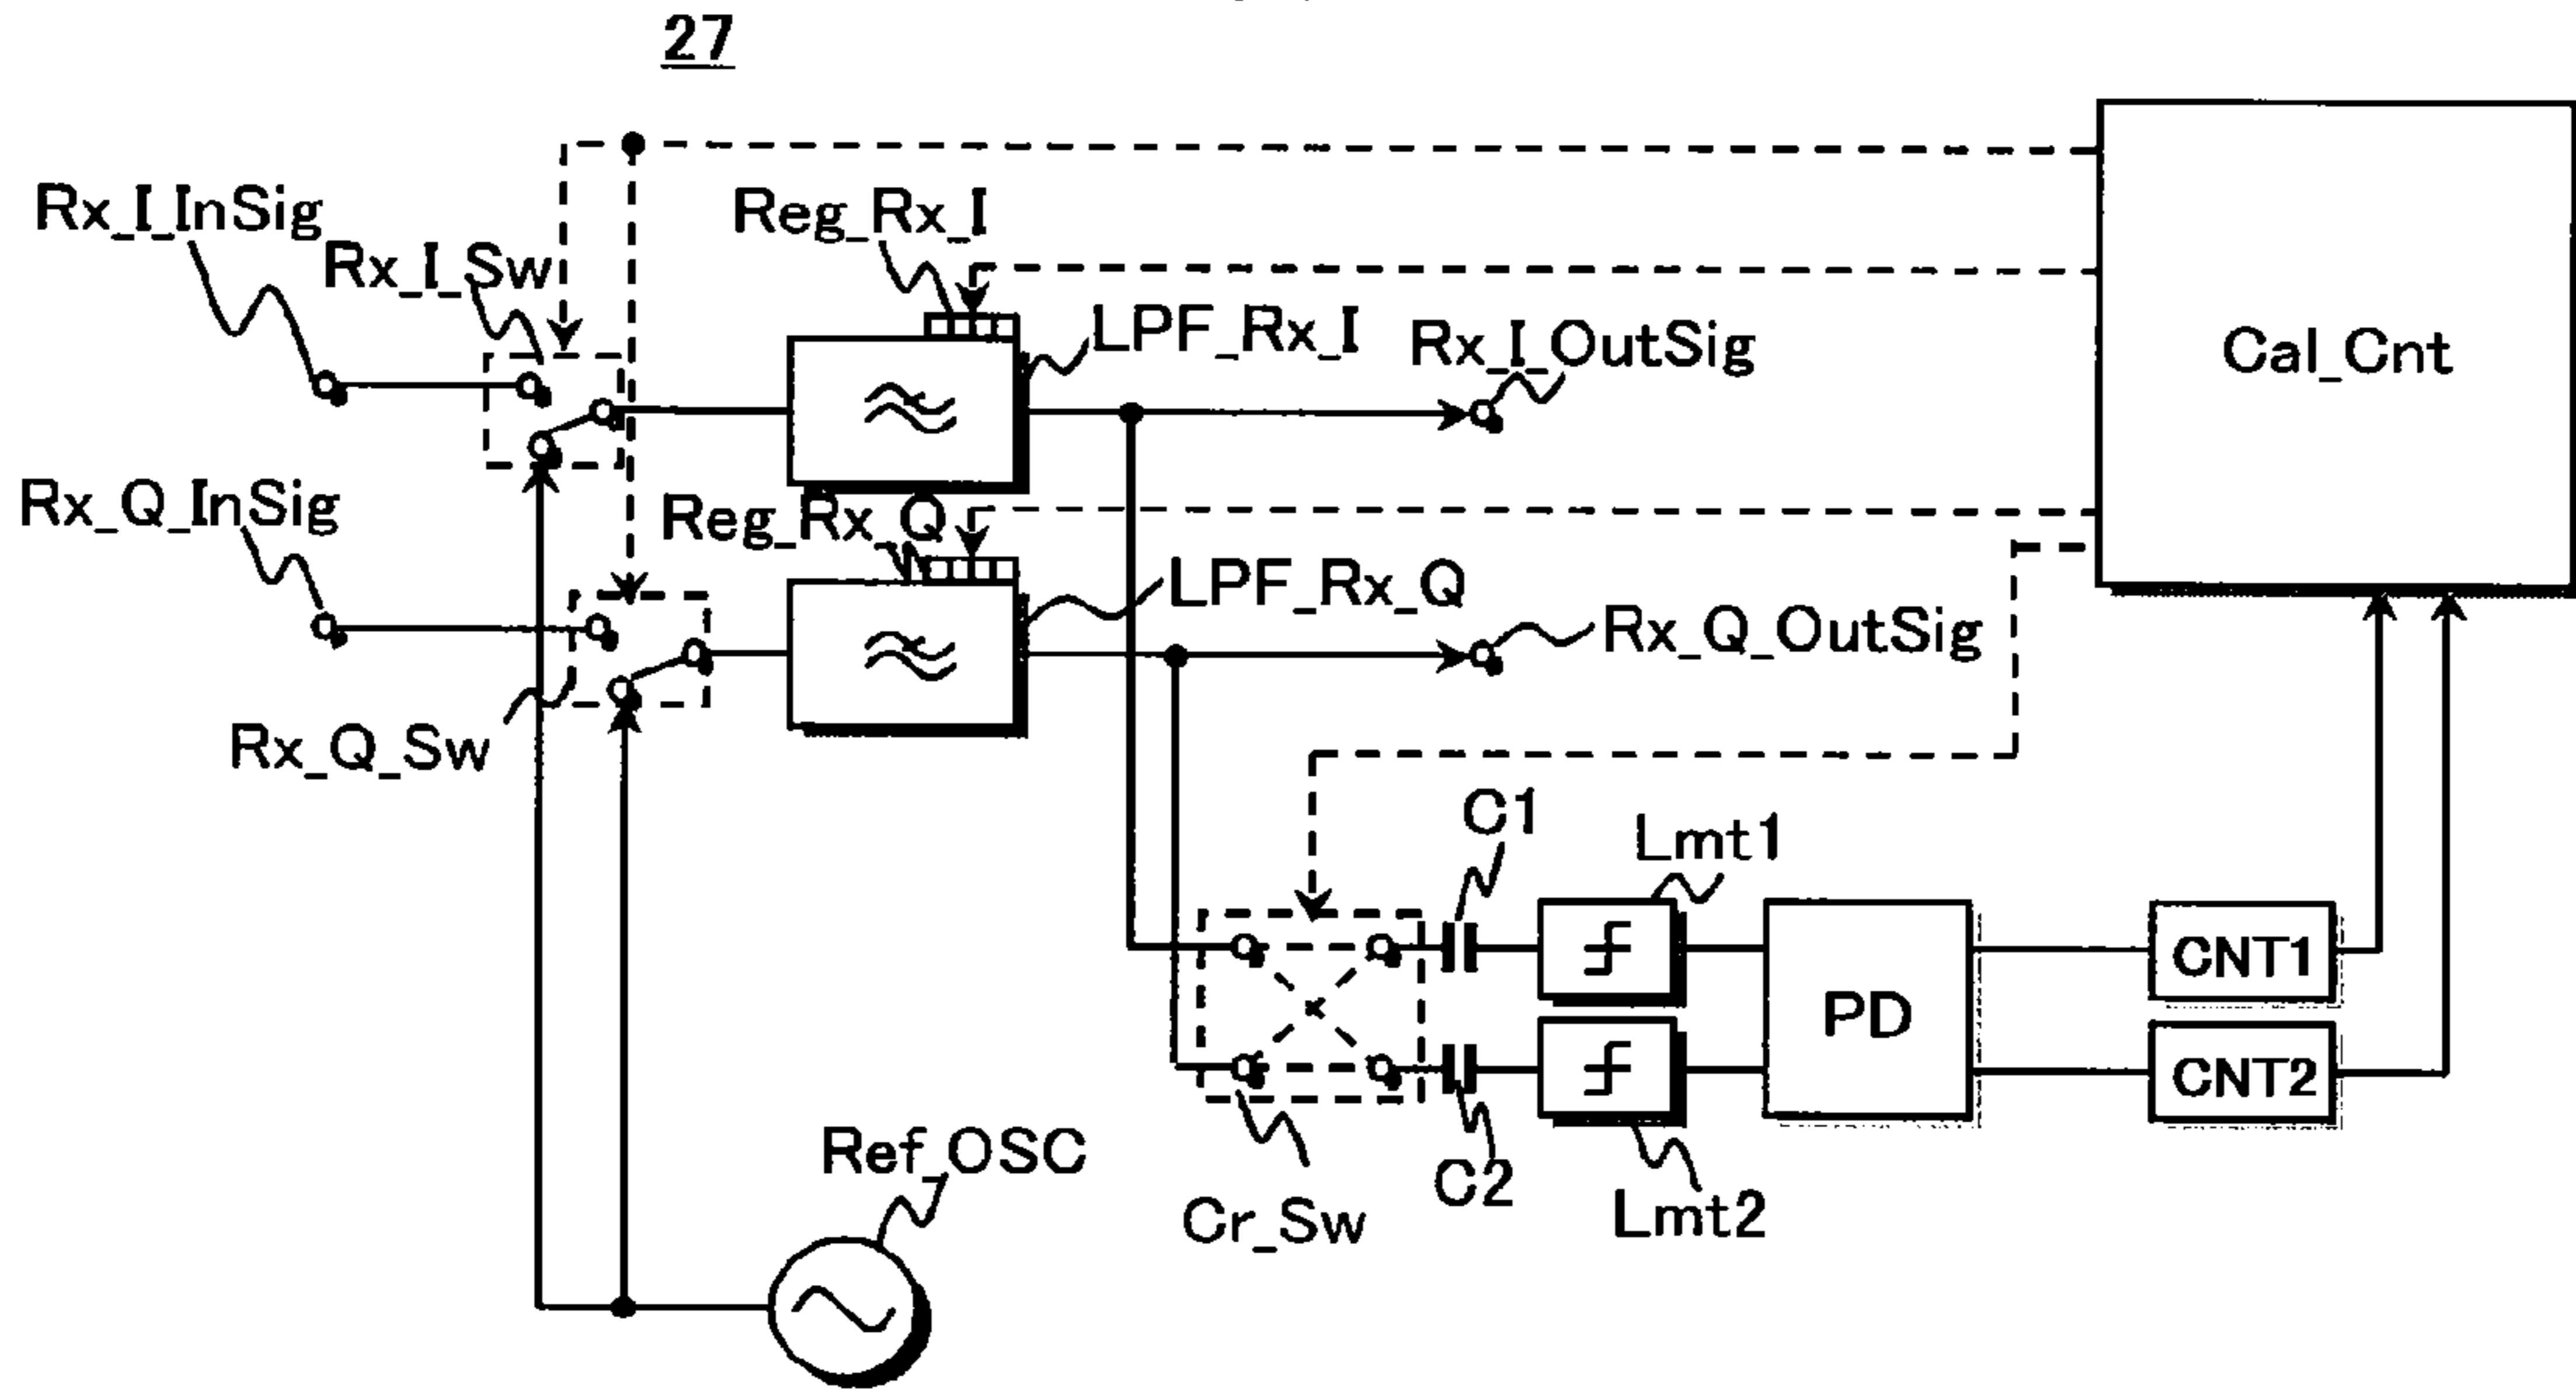 27
Rx_I_InSig
Rx_I_Sw
Reg_Rx_I
LPF_Rx_I
Rx_I_OutSig
Cal_Cnt
Rx_Q_InSig
Reg_Rx_Q
LPF_Rx_Q
Rx_Q_OutSig
Rx_Q_Sw
C1
Lmt1
PD
CNT1
CNT2
Ref_OSC
Cr_Sw
C2
Lmt2